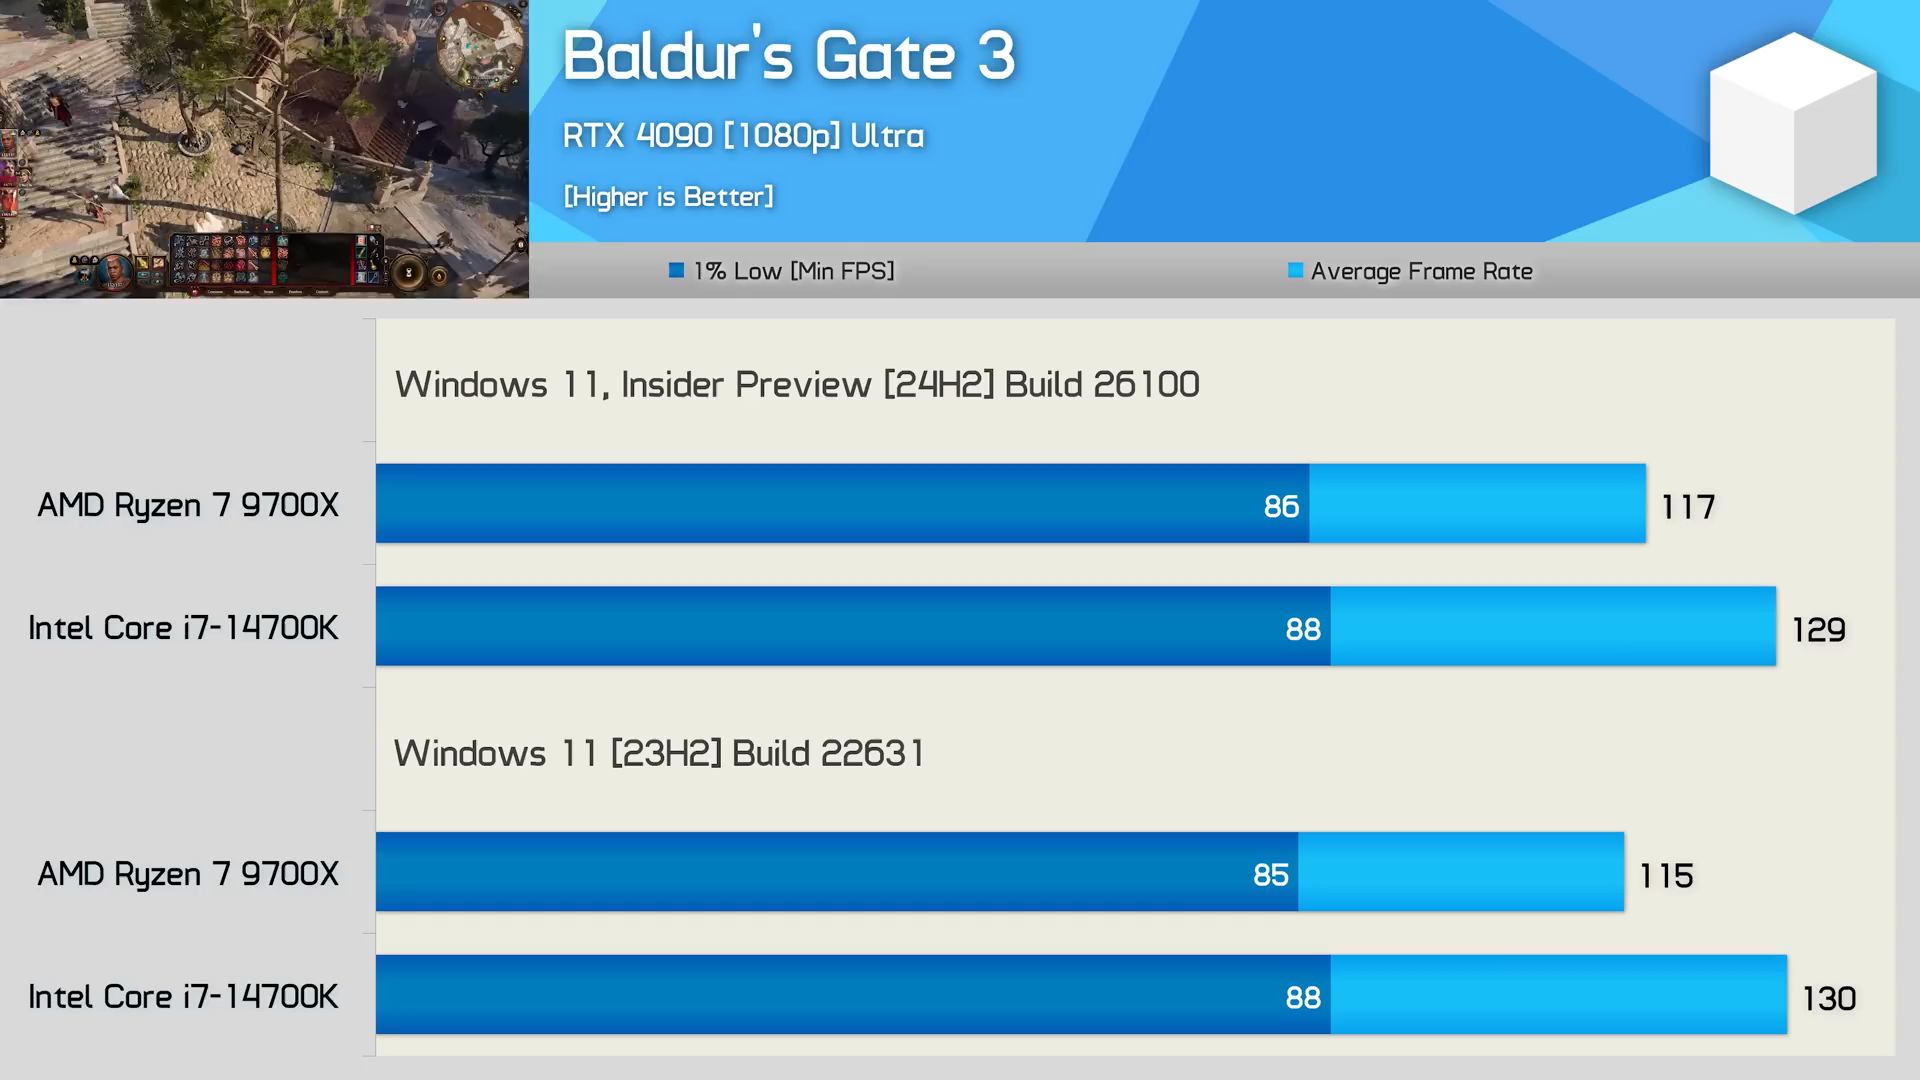 Baldur's Gate 3
RTX 4090 [1080p] Ultra
[Higher is Better]
1% Low [Min FPS]
Average Frame Rate
Windows 11, Insider Preview [24H2] Build 26100
AMD Ryzen 7 9700X
86
117
Intel Core i7-14700K
88
129
Windows 11 [23H2] Build 22631
AMD Ryzen 7 9700X
85
115
Intel Core i7-14700K
88
130